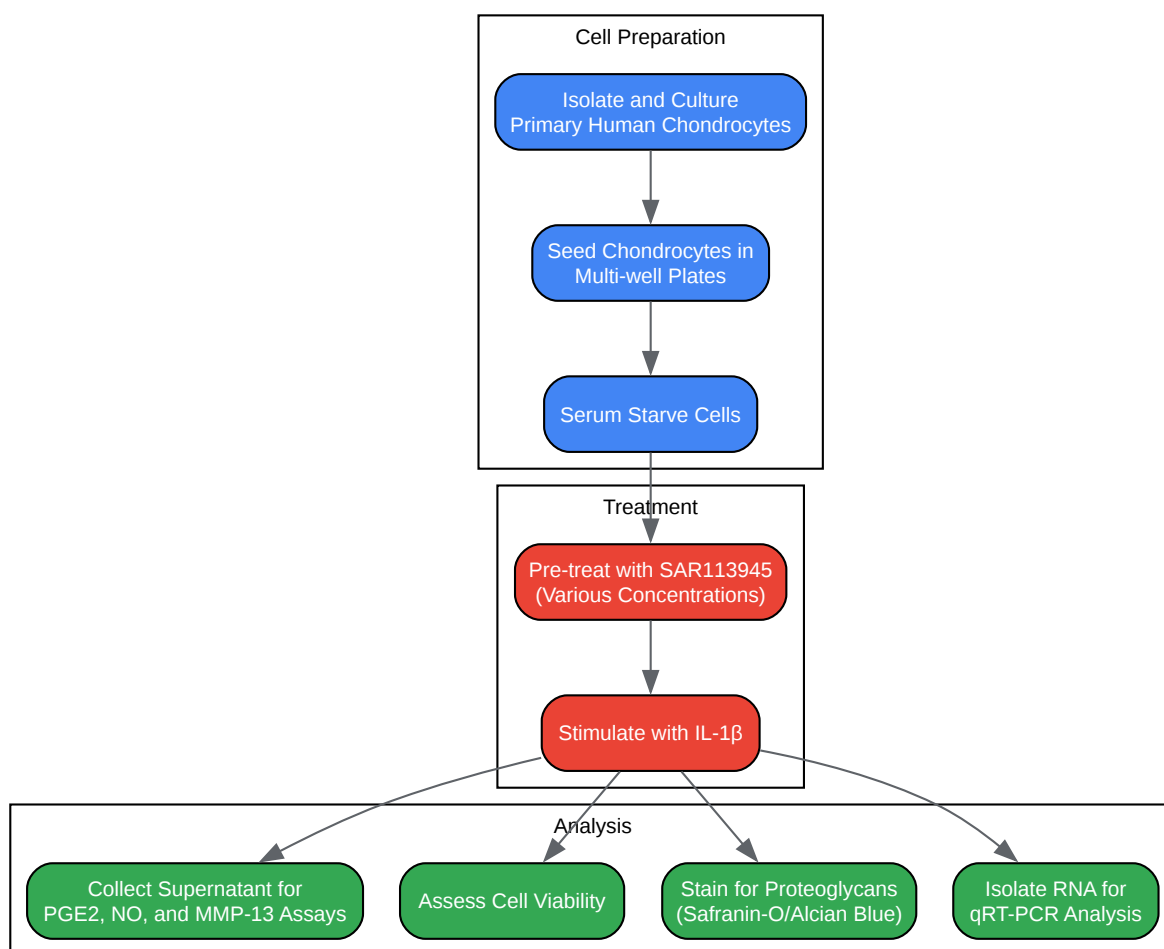 Cell Preparation
Isolate and Culture
Primary Human Chondrocytes
Seed Chondrocytes in
Multi-well Plates
Serum Starve Cells
Treatment
Pre-treat with SAR113945
(Various Concentrations)
Stimulate with IL-1β
Analysis
Collect Supernatant for
PGE2, NO, and MMP-13 Assays
Assess Cell Viability
Stain for Proteoglycans
(Safranin-O/Alcian Blue)
Isolate RNA for
qRT-PCR Analysis